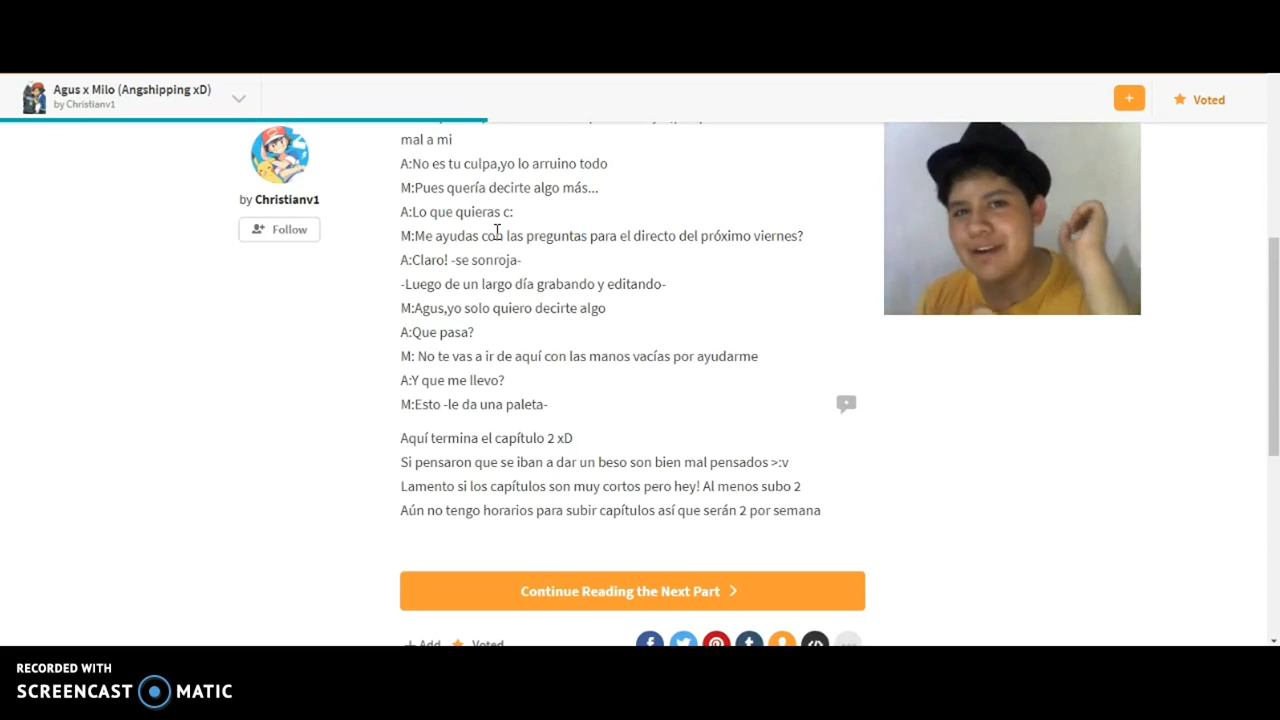 Agus x Milo (Angshipping xD)
by Christianv1
+
Voted
mal a mi
A:No es tu culpa,yo lo arruino todo
M:Pues quería decirte algo más...
by Christianv1
A:Lo que quieras c:
Follow
M:Me ayudas con las preguntas para el directo del próximo viernes?
A:Claro! -se sonroja-
-Luego de un largo día grabando y editando-
M:Agus,yo solo quiero decirte algo
A:Que pasa?
M: No te vas a ir de aquí con las manos vacías por ayudarme
A:Y que me llevo?
M:Esto -le da una paleta-
Aquí termina el capítulo 2 xD
Si pensaron que se iban a dar un beso son bien mal pensados >:v
Lamento si los capítulos son muy cortos pero hey! Al menos subo 2
Aún no tengo horarios para subir capítulos así que serán 2 por semana
Continue Reading the Next Part
+ Add Voted
RECORDED WITH
SCREENCAST MATIC